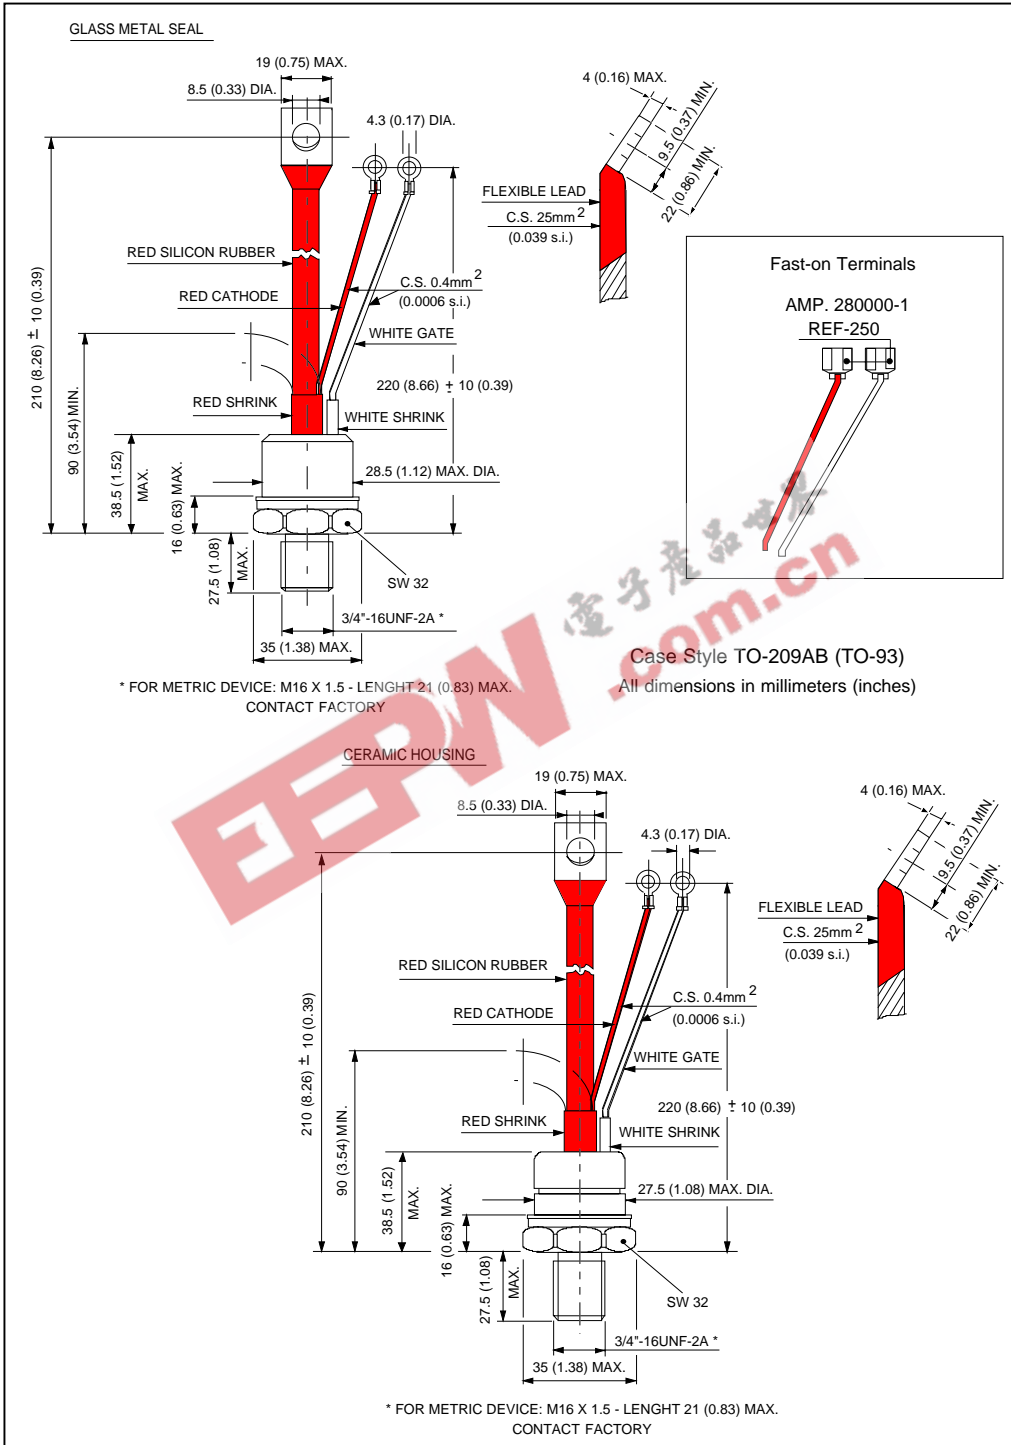 GLASS METAL SEAL
19 (0.75) MAX.
8.5 (0.33) DIA.
4.3 (0.17) DIA.
4 (0.16) MAX.
9.5 (0.37) MIN.
22 (0.86) MIN.
FLEXIBLE LEAD
C.S. 25mm 2
(0.039 s.i.)
RED SILICON RUBBER
C.S. 0.4mm 2
(0.0006 s.i.)
RED CATHODE
WHITE GATE
220 (8.66) ± 10 (0.39)
RED SHRINK
WHITE SHRINK
210 (8.26) ± 10 (0.39)
90 (3.54) MIN.
38.5 (1.52)
MAX.
16 (0.63) MAX.
28.5 (1.12) MAX. DIA.
27.5 (1.08)
MAX.
SW 32
3/4"-16UNF-2A *
35 (1.38) MAX.
* FOR METRIC DEVICE: M16 X 1.5 - LENGHT 21 (0.83) MAX.
CONTACT FACTORY
Fast-on Terminals
AMP. 280000-1
REF-250
Case Style TO-209AB (TO-93)
All dimensions in millimeters (inches)
EEPW
.com.cn
電子產品世界
CERAMIC HOUSING
19 (0.75) MAX.
8.5 (0.33) DIA.
4.3 (0.17) DIA.
4 (0.16) MAX.
9.5 (0.37) MIN.
22 (0.86) MIN.
FLEXIBLE LEAD
C.S. 25mm 2
(0.039 s.i.)
RED SILICON RUBBER
C.S. 0.4mm 2
(0.0006 s.i.)
RED CATHODE
WHITE GATE
220 (8.66) ± 10 (0.39)
RED SHRINK
WHITE SHRINK
210 (8.26) ± 10 (0.39)
90 (3.54) MIN.
38.5 (1.52)
MAX.
16 (0.63) MAX.
27.5 (1.08) MAX. DIA.
27.5 (1.08)
MAX.
SW 32
3/4"-16UNF-2A *
35 (1.38) MAX.
* FOR METRIC DEVICE: M16 X 1.5 - LENGHT 21 (0.83) MAX.
CONTACT FACTORY